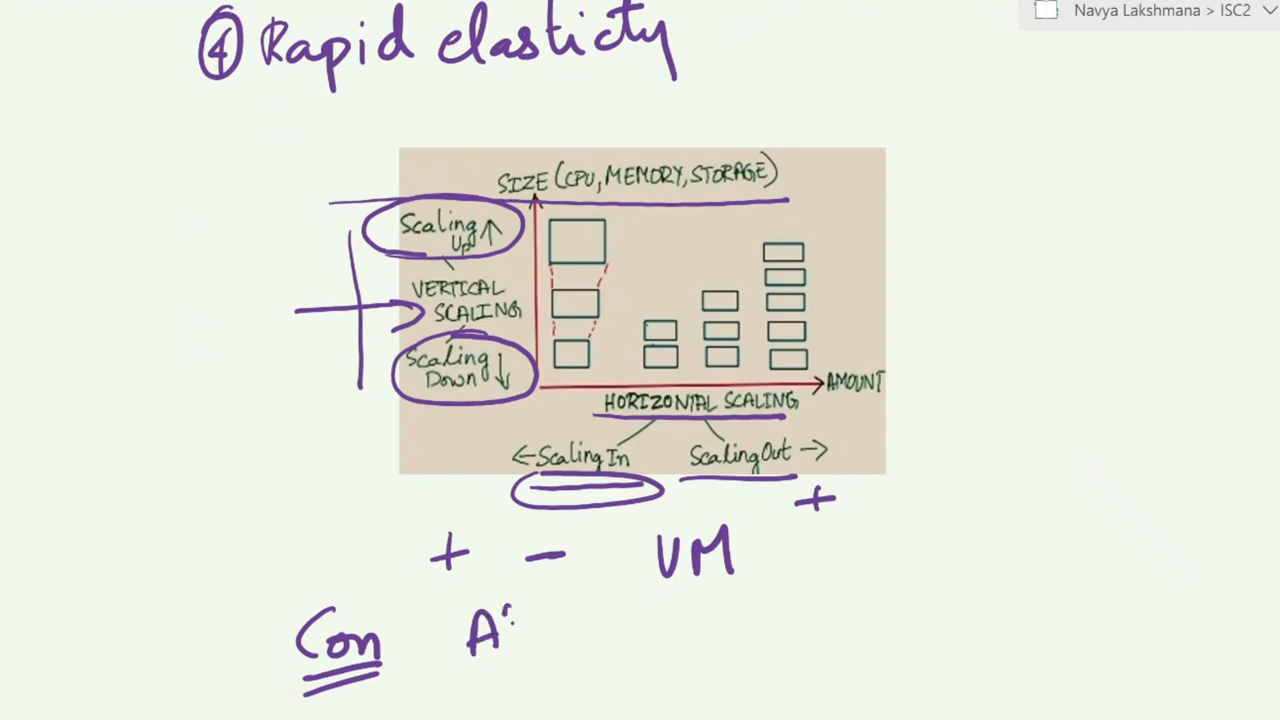 Navya Lakshmana > ISC2
④ Rapid elasticty
SIZE (CPU, MEMORY, STORAGE)
Scaling
Up ↑
VERTICAL
SCALING
Scaling
Down ↓
AMOUNT
HORIZONTAL SCALING
← Scaling In
Scaling Out →
+
+ - VM
Con A